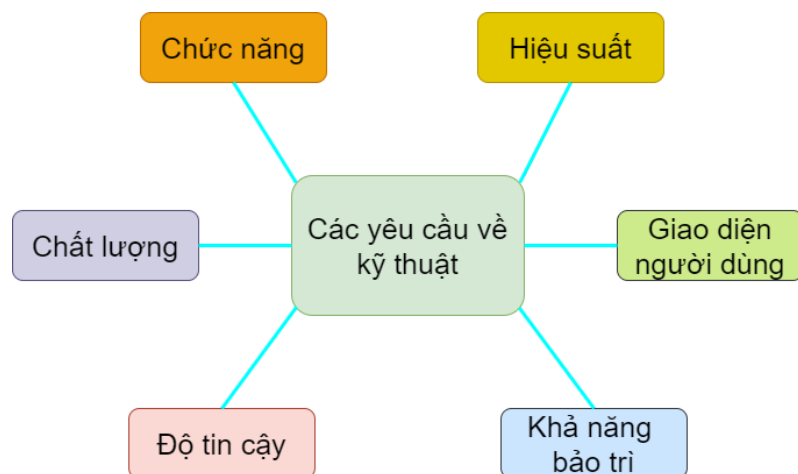 Chức năng
Hiệu suất
Chất lượng
Các yêu cầu về
kỹ thuật
Giao diện
người dùng
Độ tin cậy
Khả năng
bảo trì